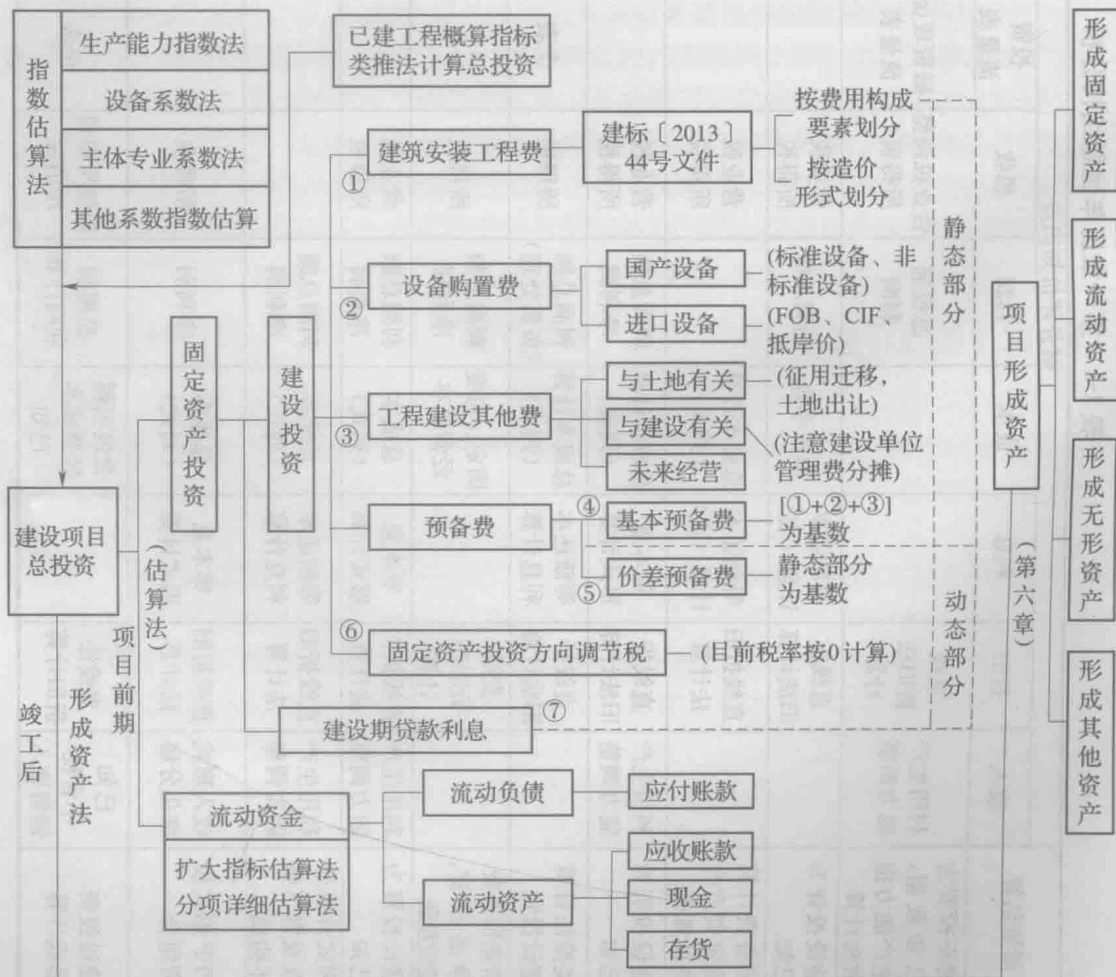 指数估算法
生产能力指数法
设备系数法
主体专业系数法
其他系数指数估算
已建工程概算指标
类推法计算总投资
①
建筑安装工程费
建标〔2013〕
44号文件
按费用构成
要素划分
按造价
形式划分
②
设备购置费
国产设备
(标准设备、非
标准设备)
进口设备
(FOB、CIF、
抵岸价)
固定资产投资
建设投资
③
工程建设其他费
与土地有关
(征用迁移，
土地出让)
与建设有关
(注意建设单位
管理费分摊)
未来经营
建设项目
总投资
(估算法)
预备费
④
基本预备费
[①+②+③]
为基数
⑤
价差预备费
静态部分
为基数
⑥
固定资产投资方向调节税
(目前税率按0计算)
⑦
建设期贷款利息
静态部分
动态部分
项目前期
竣工后
形成资产法
流动资金
扩大指标估算法
分项详细估算法
流动负债
应付账款
流动资产
应收账款
现金
存货
项目形成资产
(第六章)
形成固定资产
形成流动资产
形成无形资产
形成其他资产